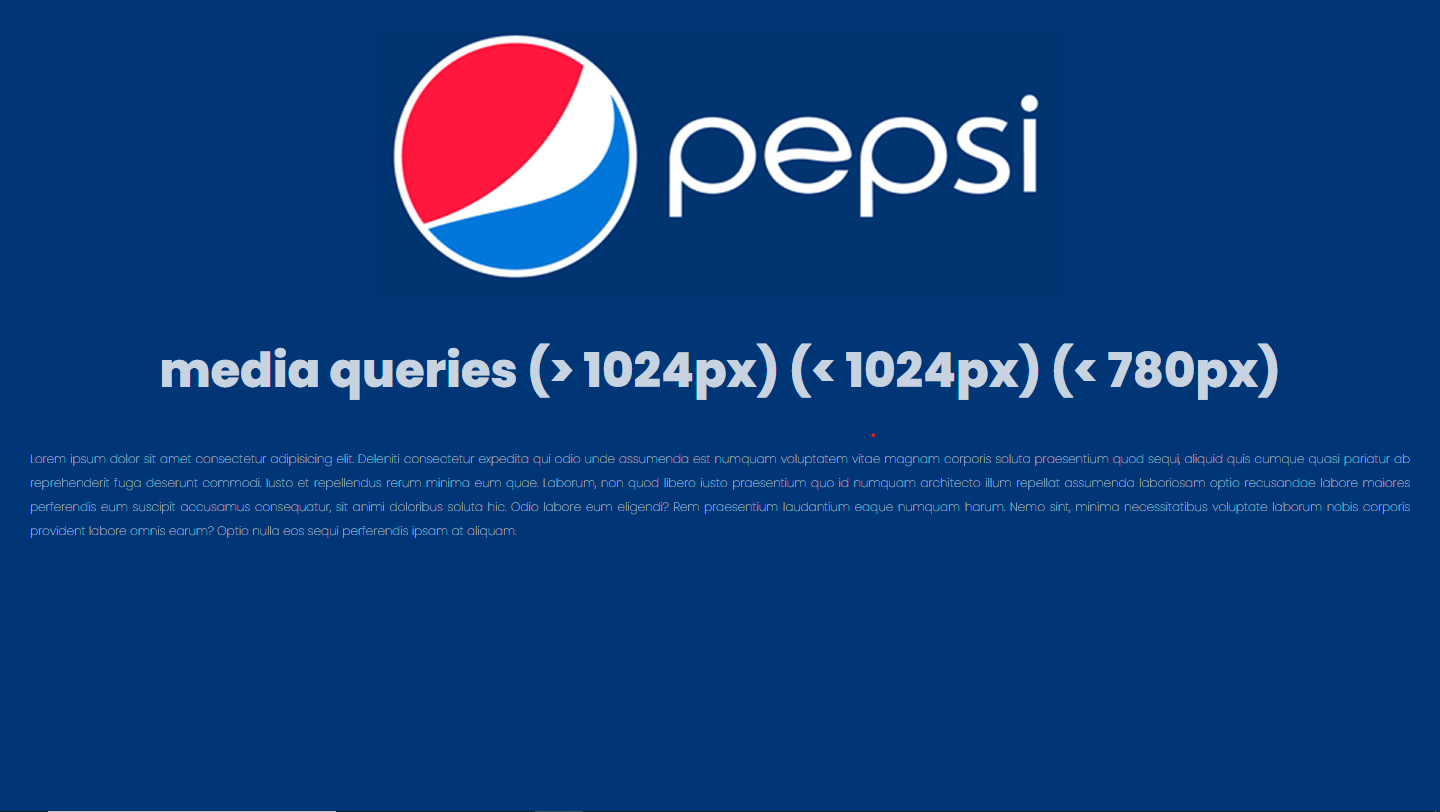 pepsi
media queries (> 1024px) (< 1024px) (< 780px)
Lorem ipsum dolor sit amet consectetur adipisicing elit. Deleniti consectetur expedita qui odio unde assumenda est numquam voluptatem vitae magnam corporis soluta praesentium quod sequi, aliquid quis cumque quasi pariatur ab
reprehenderit fuga deserunt commodi. Iusto et repellendus rerum minima eum quae. Laborum, non quod libero iusto praesentium quo id numquam architecto illum repellat assumenda laboriosam optio recusandae labore maiores
perferendis eum suscipit accusamus consequatur, sit animi doloribus soluta hic. Odio labore eum eligendi? Rem praesentium laudantium eaque numquam harum. Nemo sint, minima necessitatibus voluptate laborum nobis corporis
provident labore omnis earum? Optio nulla eos sequi perferendis ipsam at aliquam.